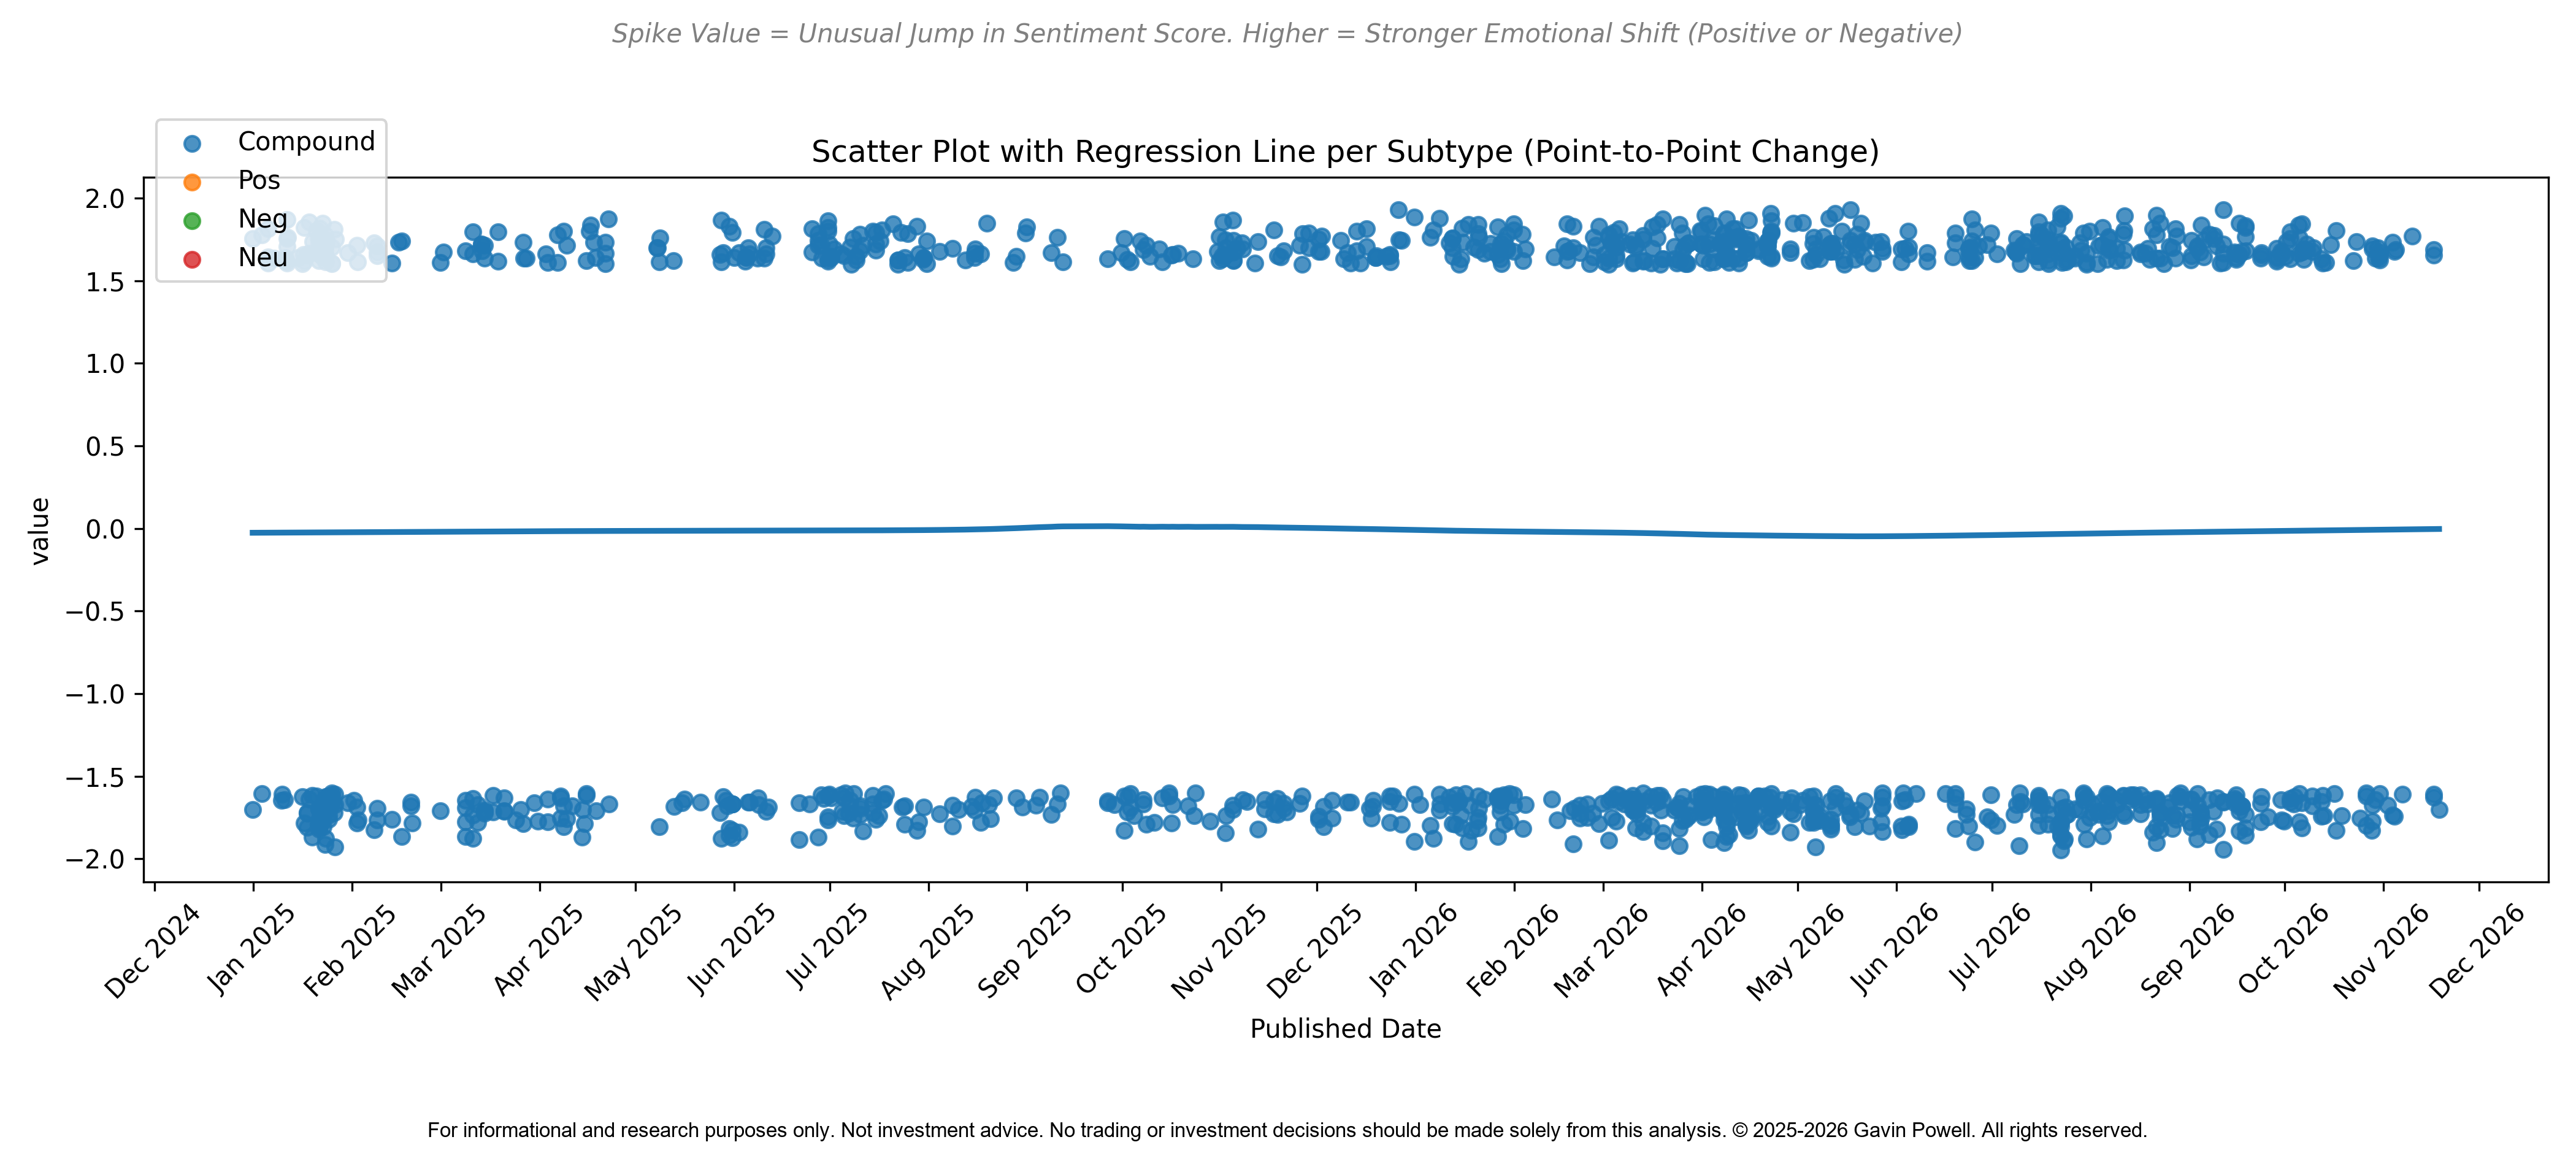 Spike Value = Unusual Jump in Sentiment Score. Higher = Stronger Emotional Shift (Positive or Negative)
Scatter Plot with Regression Line per Subtype (Point-to-Point Change)
Compound
Pos
Neg
Neu
value
2.0
1.5
1.0
0.5
0.0
−0.5
−1.0
−1.5
−2.0
Dec 2024
Jan 2025
Feb 2025
Mar 2025
Apr 2025
May 2025
Jun 2025
Jul 2025
Aug 2025
Sep 2025
Oct 2025
Nov 2025
Dec 2025
Jan 2026
Feb 2026
Mar 2026
Apr 2026
May 2026
Jun 2026
Jul 2026
Aug 2026
Sep 2026
Oct 2026
Nov 2026
Dec 2026
Published Date
For informational and research purposes only. Not investment advice. No trading or investment decisions should be made solely from this analysis. © 2025-2026 Gavin Powell. All rights reserved.